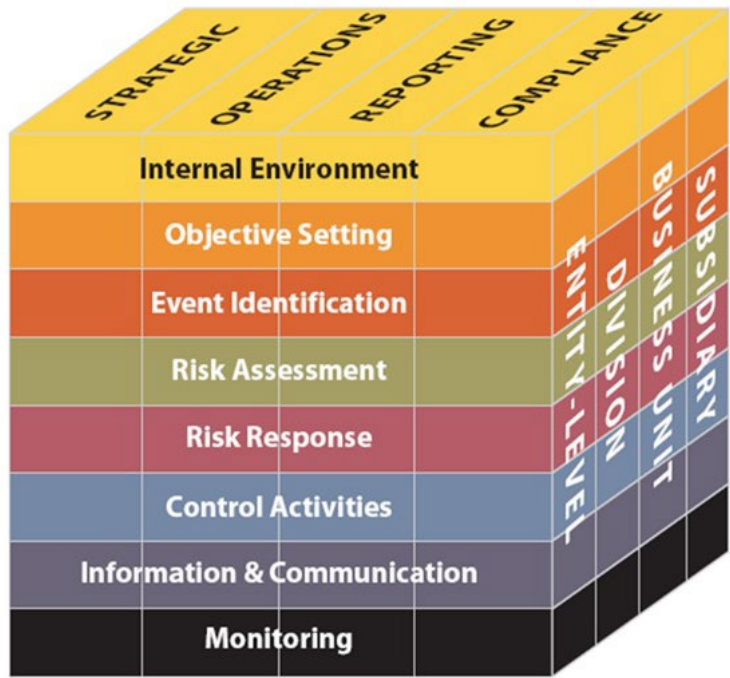 STRATEGIC
OPERATIONS
REPORTING
COMPLIANCE
Internal Environment
Objective Setting
Event Identification
Risk Assessment
Risk Response
Control Activities
Information & Communication
Monitoring
ENTITY-LEVEL
DIVISION
BUSINESS UNIT
SUBSIDIARY